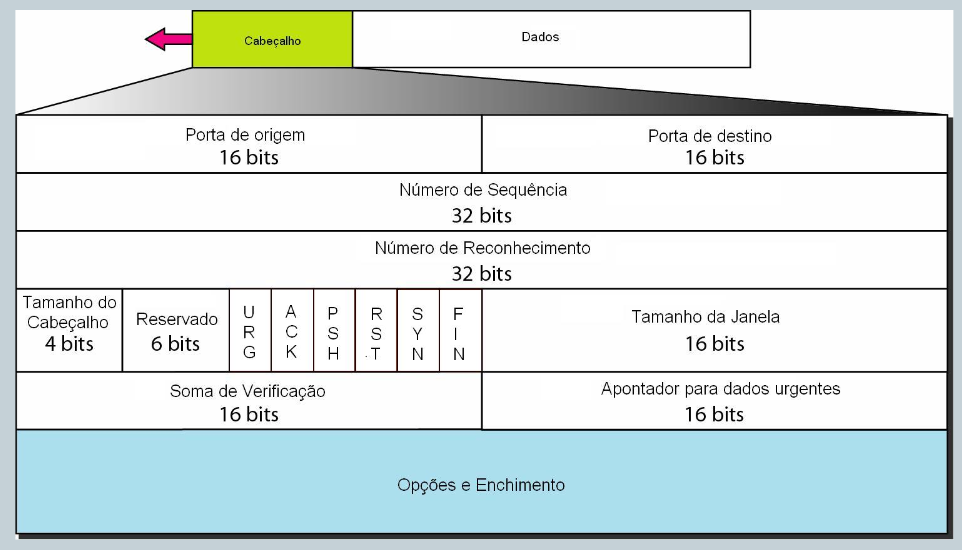 Cabeçalho
Dados
Porta de origem
16 bits
Porta de destino
16 bits
Número de Sequência
32 bits
Número de Reconhecimento
32 bits
Tamanho do
Cabeçalho
4 bits
Reservado
6 bits
URG
ACK
PSH
RST
SYN
FIN
Tamanho da Janela
16 bits
Soma de Verificação
16 bits
Apontador para dados urgentes
16 bits
Opções e Enchimento